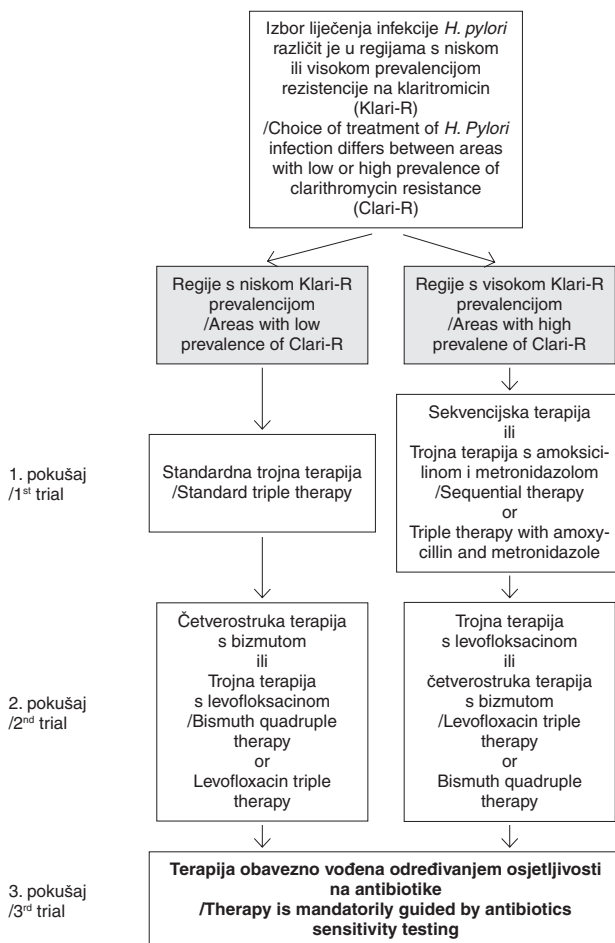 Izbor liječenja infekcije H. pylori
različit je u regijama s niskom
ili visokom prevalencijom
rezistencije na klaritromicin
(Klari-R)
/Choice of treatment of H. Pylori
infection differs between areas
with low or high prevalence of
clarithromycin resistance
(Clari-R)
Regije s niskom Klari-R
prevalencijom
/Areas with low
prevalence of Clari-R
Regije s visokom Klari-R
prevalencijom
/Areas with high
prevalene of Clari-R
1. pokušaj
/1st trial
Standardna trojna terapija
/Standard triple therapy
Sekvencijska terapija
ili
Trojna terapija s amoksici-
linom i metronidazolom
/Sequential therapy
or
Triple therapy with amoxy-
cillin and metronidazole
2. pokušaj
/2nd trial
Četverostruka terapija
s bizmutom
ili
Trojna terapija
s levofloksacinom
/Bismuth quadruple
therapy
or
Levofloxacin triple
therapy
Trojna terapija
s levofloksacinom
ili
četverostruka terapija
s bizmutom
/Levofloxacin triple
therapy
or
Bismuth quadruple
therapy
3. pokušaj
/3rd trial
Terapija obavezno vođena određivanjem osjetljivosti
na antibiotike
/Therapy is mandatorily guided by antibiotics
sensitivity testing